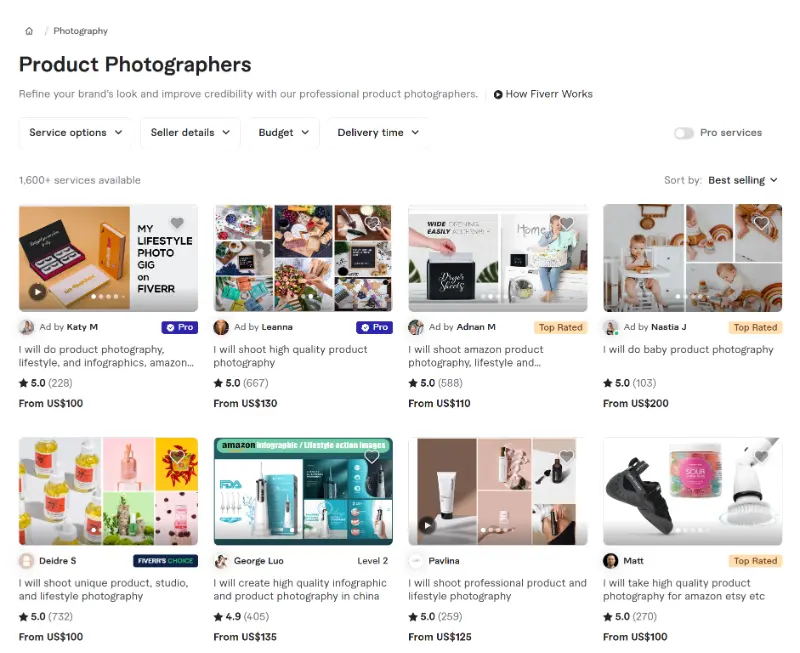 / Photography
Product Photographers
Refine your brand's look and improve credibility with our professional product photographers.
How Fiverr Works
Service options
Seller details
Budget
Delivery time
Pro services
1,600+ services available
Sort by: Best selling
MY
LIFESTYLE
PHOTO
GIG
on
FIVERR
WIDE OPENING,
EASILY ACCESSIBLE
Dryer
Sheets
Home
Ad by Katy M
Pro
I will do product photography,
lifestyle, and infographics, amazon...
5.0 (228)
From US$100
Ad by Leanna
Pro
I will shoot high quality product
photography
5.0 (667)
From US$130
Ad by Adnan M
Top Rated
I will shoot amazon product
photography, lifestyle and...
5.0 (588)
From US$110
Ad by Nastia J
Top Rated
I will do baby product photography
5.0 (103)
From US$200
amazon Infographic / Lifestyle action images
FDA
SOUR
Deidre S
FIVERR'S CHOICE
I will shoot unique product, studio,
and lifestyle photography
5.0 (732)
From US$100
George Luo
Level 2
I will create high quality infographic
and product photography in china
4.9 (405)
From US$135
Pavlina
I will shoot professional product and
lifestyle photography
5.0 (259)
From US$125
Matt
Top Rated
I will take high quality product
photography for amazon etsy etc
5.0 (270)
From US$100